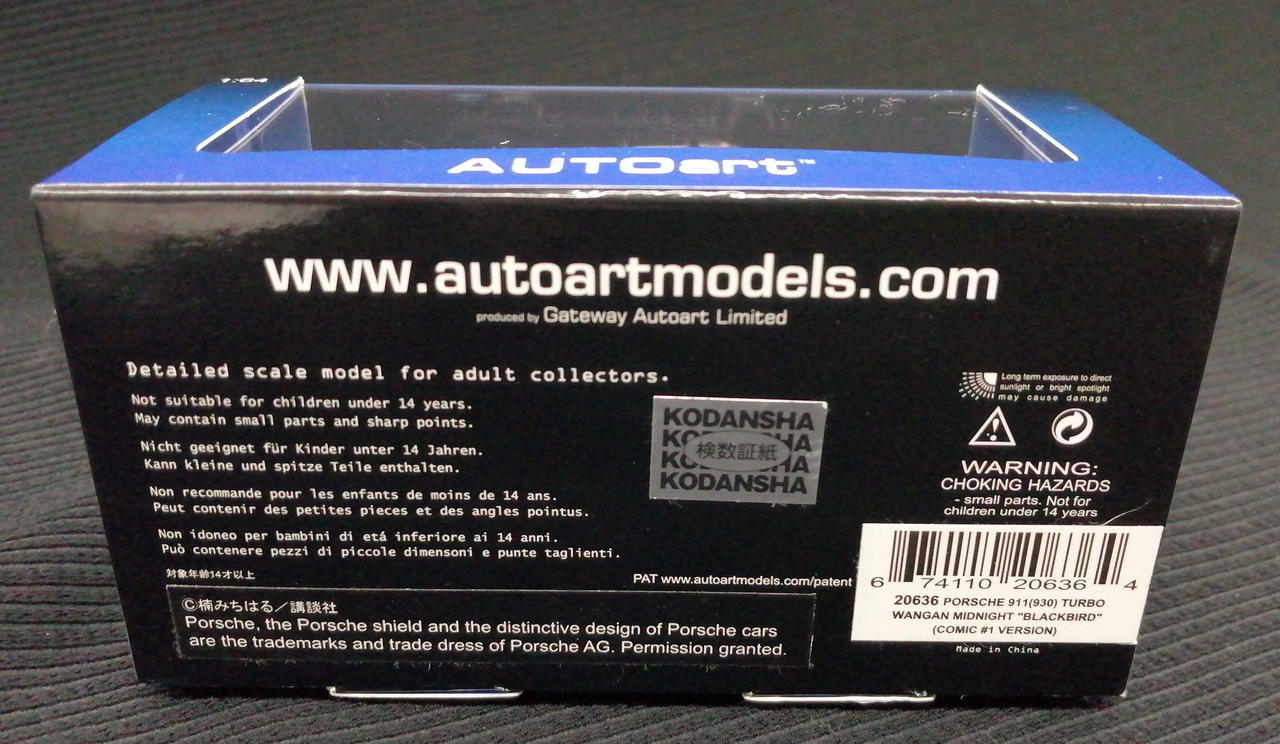 1:64
AUTOart™
www.autoartmodels.com
produced by Gateway Autoart Limited
Detailed scale model for adult collectors.
Not suitable for children under 14 years.
May contain small parts and sharp points.
Nicht geeignet für Kinder unter 14 Jahren.
Kann kleine und spitze Teile enthalten.
Non recommande pour les enfants de moins de 14 ans.
Peut contenir des petites pieces et des angles pointus.
Non idoneo per bambini di etá inferiore ai 14 anni.
Può contenere pezzi di piccole dimensoni e punte taglienti.
対象年齢14才以上
©楠みちはる／講談社
Porsche, the Porsche shield and the distinctive design of Porsche cars
are the trademarks and trade dress of Porsche AG. Permission granted.
KODANSHA
KODANSHA
検数証紙
KODANSHA
KODANSHA
PAT www.autoartmodels.com/patent
Long term exposure to direct
sunlight or bright spotlight
may cause damage
WARNING:
CHOKING HAZARDS
- small parts. Not for
children under 14 years
6 74110 20636 4
20636 PORSCHE 911(930) TURBO
WANGAN MIDNIGHT "BLACKBIRD"
(COMIC #1 VERSION)
Made in China